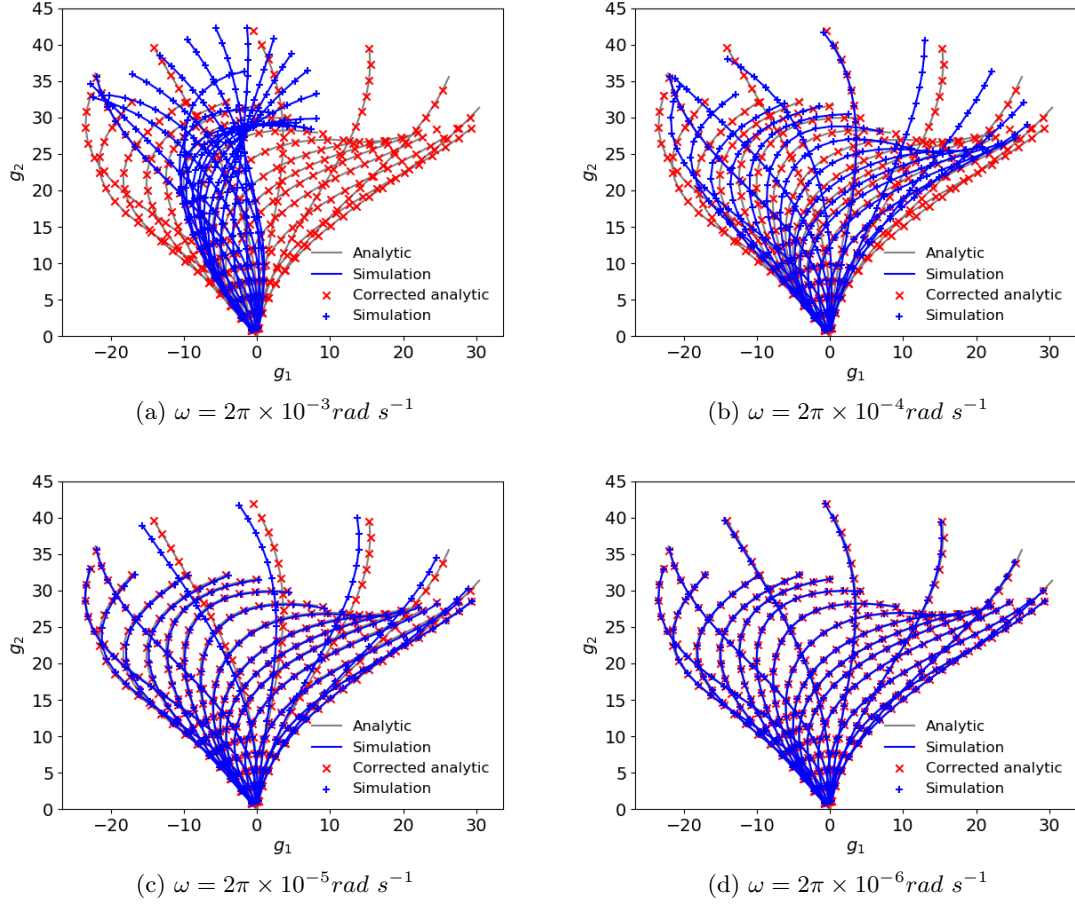 45
40
35
30
25
20
15
10
5
0
g₂
Analytic
Simulation
Corrected analytic
Simulation
−20 −10 0 10 20 30
g₁
(a) ω = 2π × 10⁻³rad s⁻¹
45
40
35
30
25
20
15
10
5
0
g₂
Analytic
Simulation
Corrected analytic
Simulation
−20 −10 0 10 20 30
g₁
(b) ω = 2π × 10⁻⁴rad s⁻¹
45
40
35
30
25
20
15
10
5
0
g₂
Analytic
Simulation
Corrected analytic
Simulation
−20 −10 0 10 20 30
g₁
(c) ω = 2π × 10⁻⁵rad s⁻¹
45
40
35
30
25
20
15
10
5
0
g₂
Analytic
Simulation
Corrected analytic
Simulation
−20 −10 0 10 20 30
g₁
(d) ω = 2π × 10⁻⁶rad s⁻¹